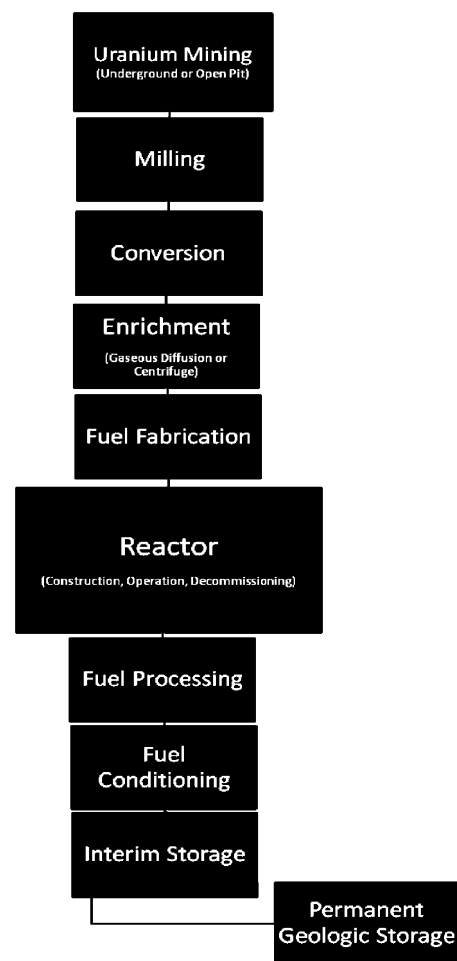 Uranium Mining
(Underground or Open Pit)
Milling
Conversion
Enrichment
(Gaseous Diffusion or
Centrifuge)
Fuel Fabrication
Reactor
(Construction, Operation, Decommissioning)
Fuel Processing
Fuel
Conditioning
Interim Storage
Permanent
Geologic Storage